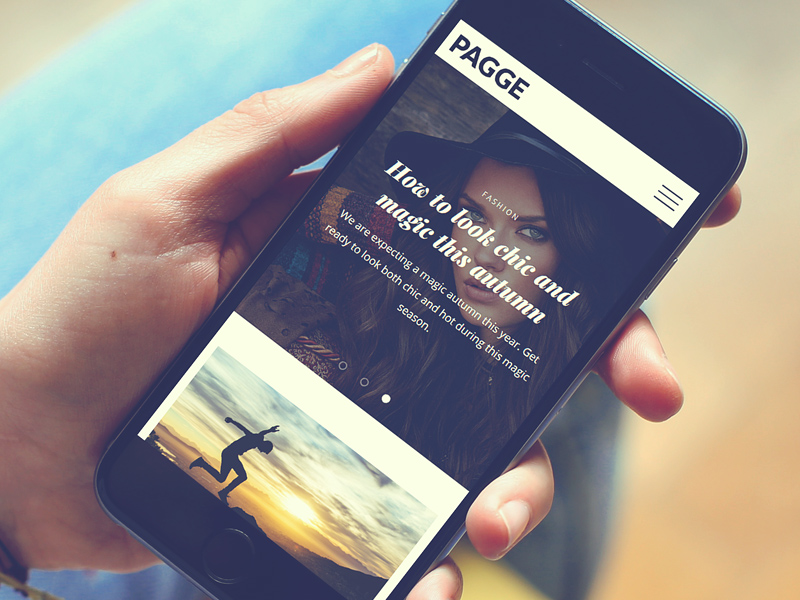 PAGGE
FASHION
How to look chic and
magic this autumn
We are expecting a magic autumn this year. Get
ready to look both chic and hot during this magic
season.